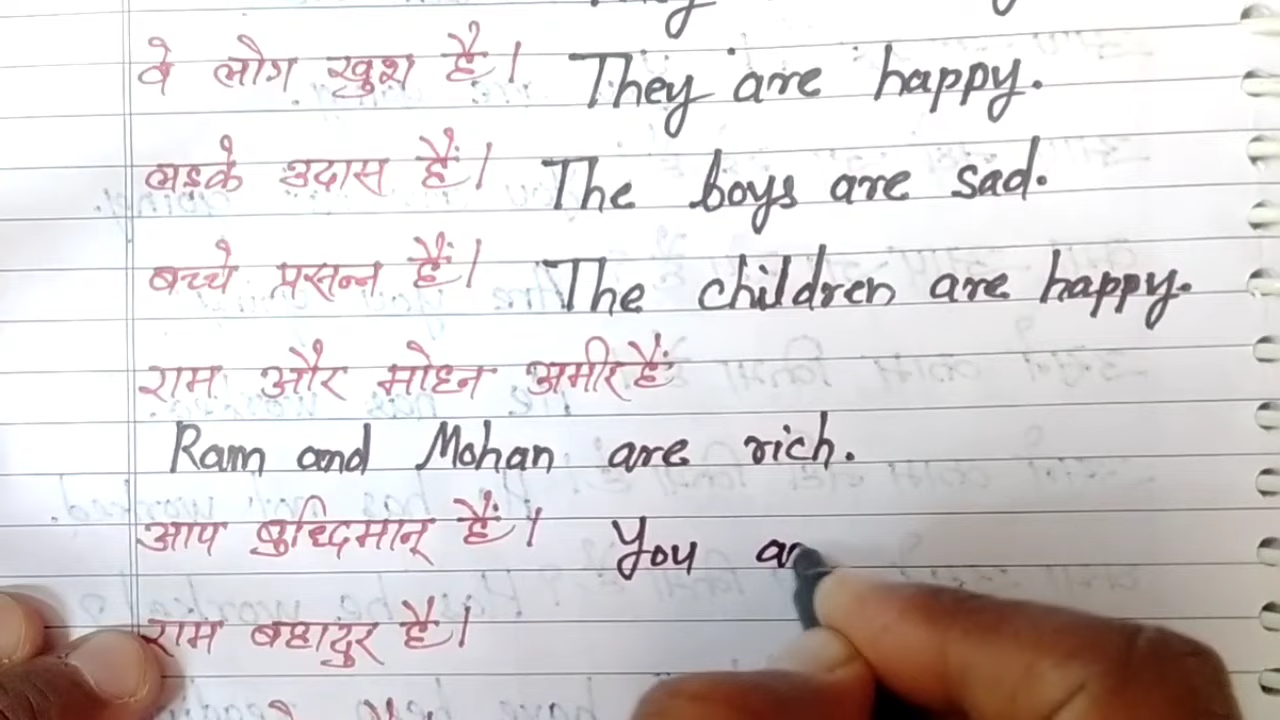 वे लोग खुश है। They are happy.
लड़के उदास हैं। The boys are sad.
बच्चे प्रसन्न हैं। The children are happy.
राम और मोहन अमीर हैं
Ram and Mohan are rich.
आप बुध्दिमान् हैं। You ar
राम बहादुर है।